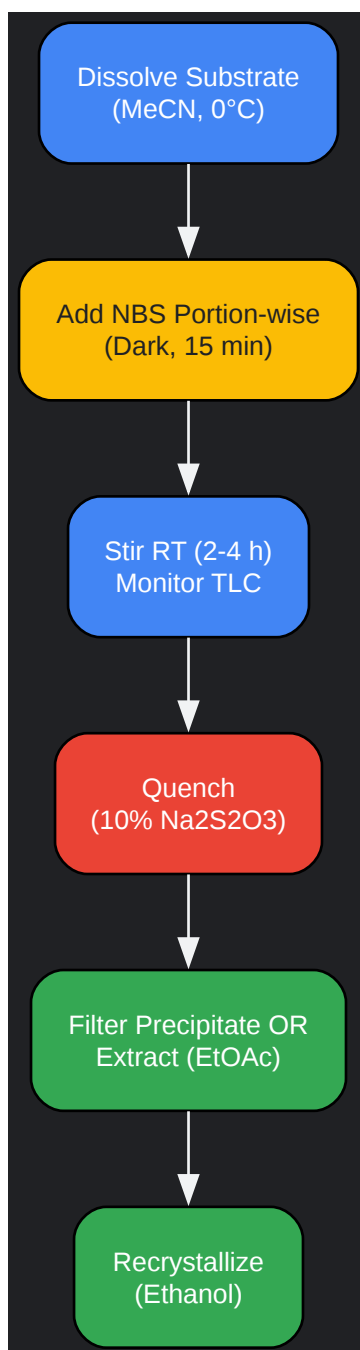 Dissolve Substrate
(MeCN, 0°C)
Add NBS Portion-wise
(Dark, 15 min)
Stir RT (2-4 h)
Monitor TLC
Quench
(10% Na2S2O3)
Filter Precipitate OR
Extract (EtOAc)
Recrystallize
(Ethanol)